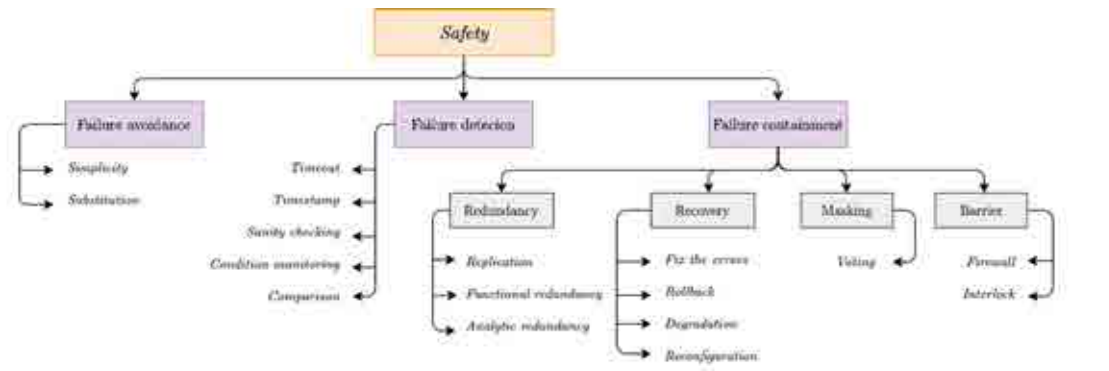 Safety
Failure avoidance
Simplicity
Substitution
Failure detecion
Timeout
Timestamp
Sanity checking
Condition monitoring
Comparison
Failure containment
Redundancy
Replication
Functional redundancy
Analytic redundancy
Recovery
Fix the errors
Rollback
Degradation
Reconfiguration
Masking
Voting
Barrier
Firewall
Interlock